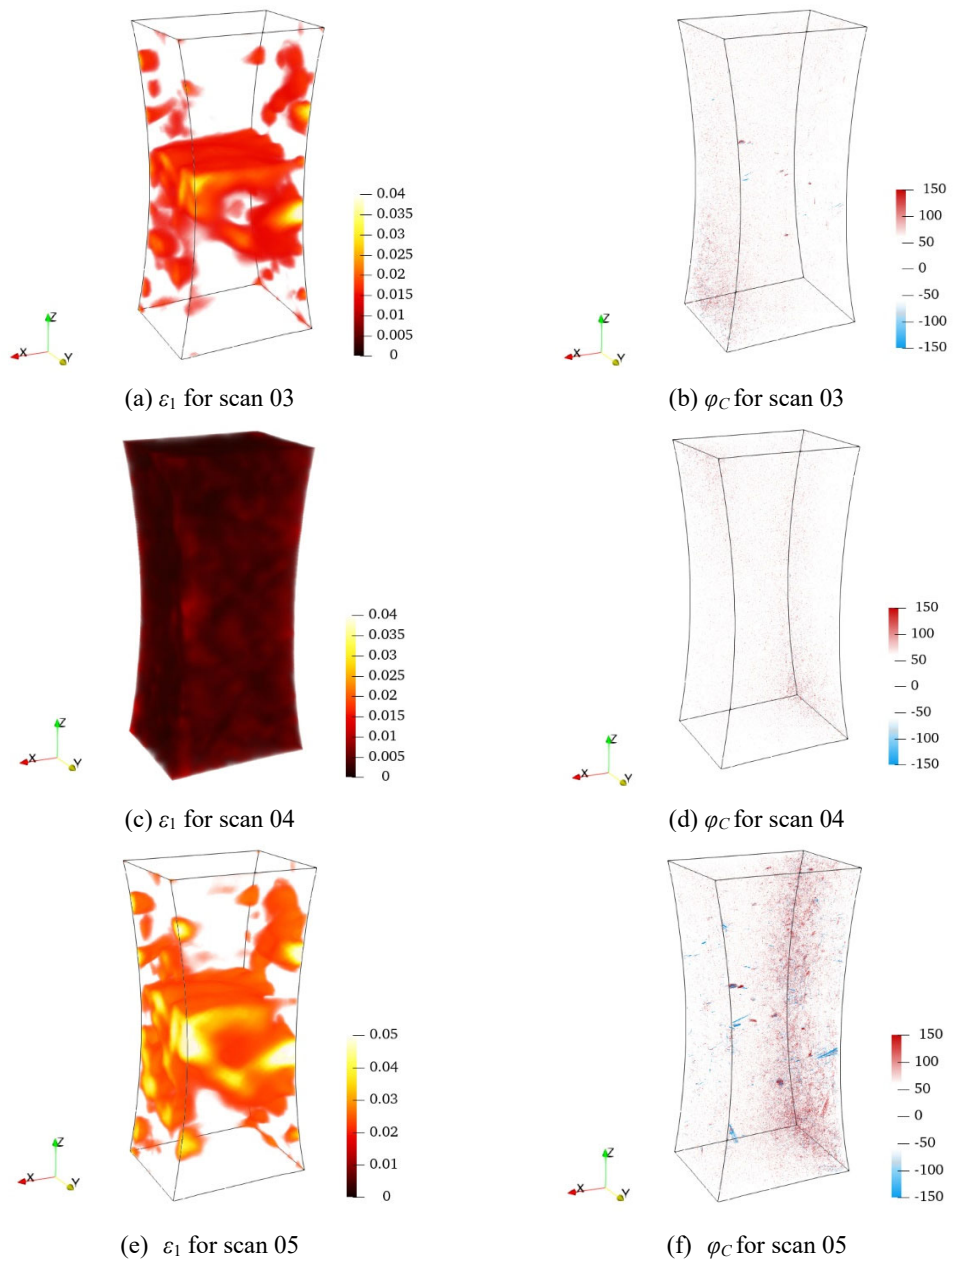 0.04
0.035
0.03
0.025
0.02
0.015
0.01
0.005
0
Z
X
Y
150
100
50
0
-50
-100
-150
Z
X
Y
(a) ε₁ for scan 03
(b) φC for scan 03
0.04
0.035
0.03
0.025
0.02
0.015
0.01
0.005
0
Z
X
Y
150
100
50
0
-50
-100
-150
Z
X
Y
(c) ε₁ for scan 04
(d) φC for scan 04
0.05
0.04
0.03
0.02
0.01
0
Z
X
Y
150
100
50
0
-50
-100
-150
Z
X
Y
(e) ε₁ for scan 05
(f) φC for scan 05